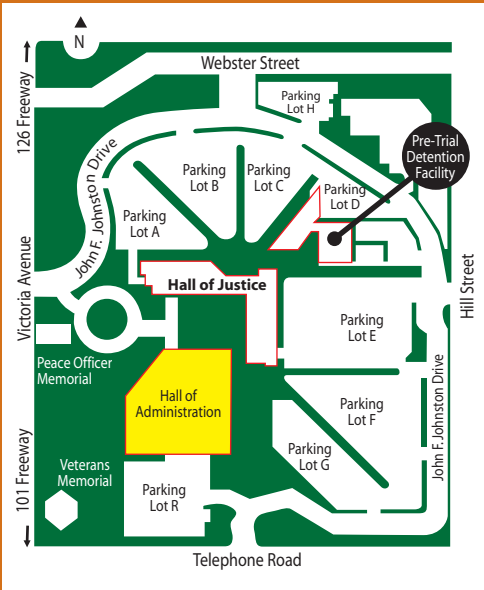 N
Webster Street
126 Freeway
John F. Johnston Drive
Parking
Lot H
Pre-Trial
Detention
Facility
Parking
Lot B
Parking
Lot C
Parking
Lot D
Parking
Lot A
Victoria Avenue
Hall of Justice
Hill Street
Parking
Lot E
Peace Officer
Memorial
Hall of
Administration
Parking
Lot F
John F. Johnston Drive
Parking
Lot G
101 Freeway
Veterans
Memorial
Parking
Lot R
Telephone Road